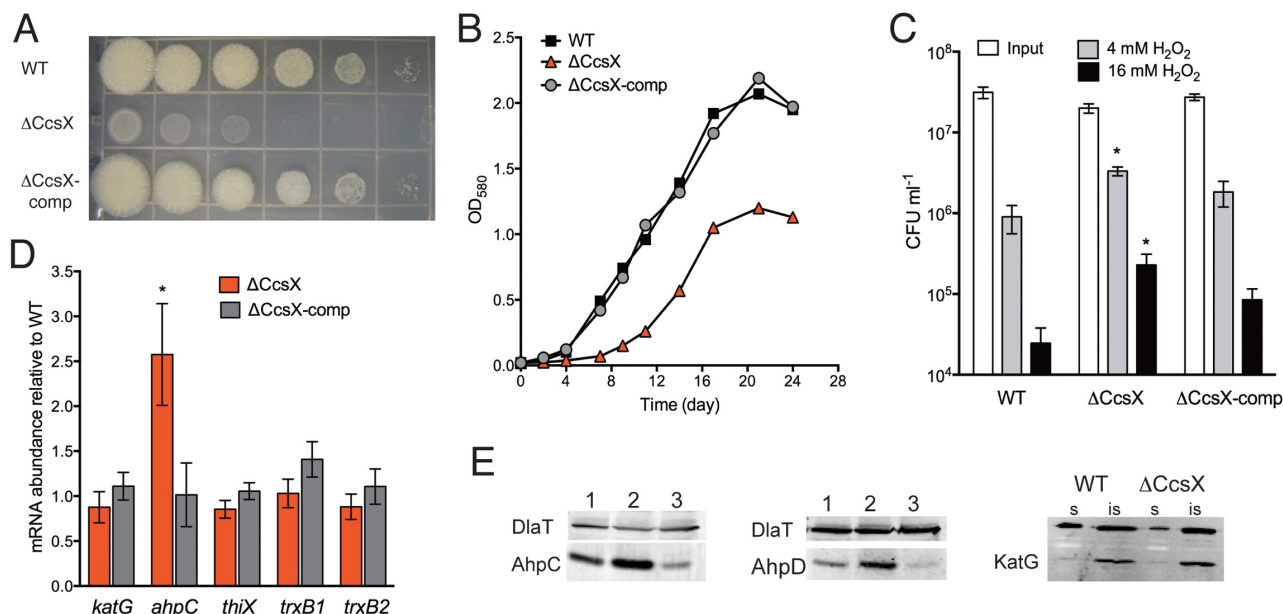 A
WT
ΔCcsX
ΔCcsX-
comp
B
WT
ΔCcsX
ΔCcsX-comp
OD580
2.5
2.0
1.5
1.0
0.5
0.0
0 4 8 12 16 20 24 28
Time (day)
C
Input
4 mM H2O2
16 mM H2O2
CFU ml-1
10^8
10^7
10^6
10^5
10^4
*
*
WT ΔCcsX ΔCcsX-comp
D
ΔCcsX
ΔCcsX-comp
mRNA abundance relative to WT
3.5
3.0
2.5
2.0
1.5
1.0
0.5
0.0
*
katG ahpC thiX trxB1 trxB2
E
1 2 3
DlaT
AhpC
1 2 3
DlaT
AhpD
WT ΔCcsX
s is s is
KatG